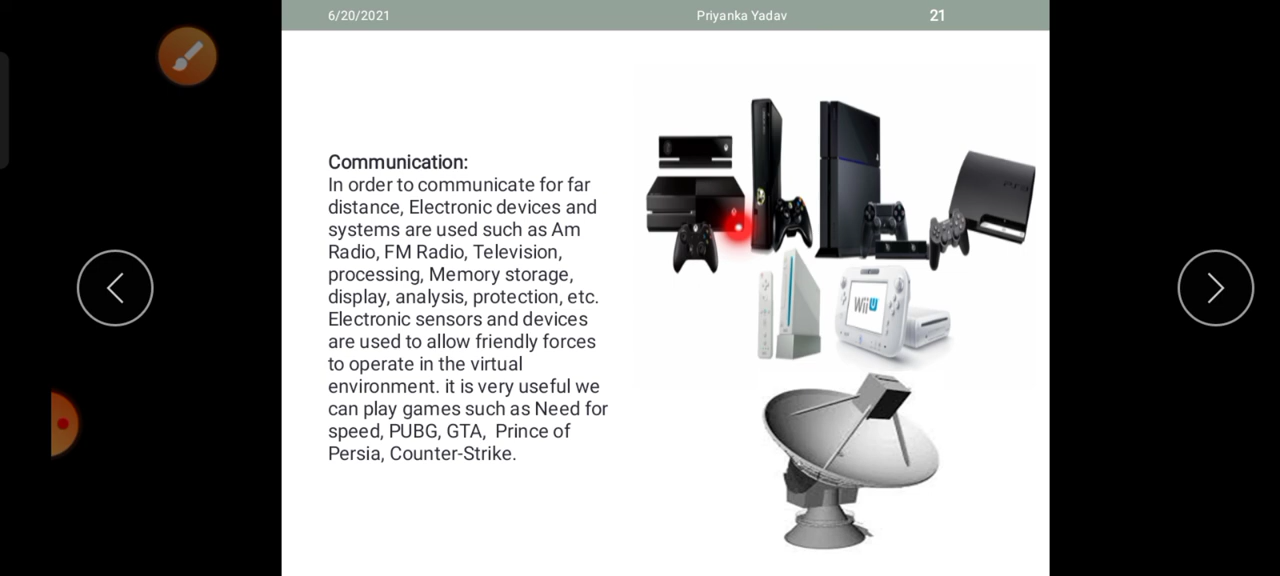 6/20/2021 Priyanka Yadav 21
Communication:
In order to communicate for far
distance, Electronic devices and
systems are used such as Am
Radio, FM Radio, Television,
processing, Memory storage,
display, analysis, protection, etc.
Electronic sensors and devices
are used to allow friendly forces
to operate in the virtual
environment. it is very useful we
can play games such as Need for
speed, PUBG, GTA, Prince of
Persia, Counter-Strike.
PS3
Wii U